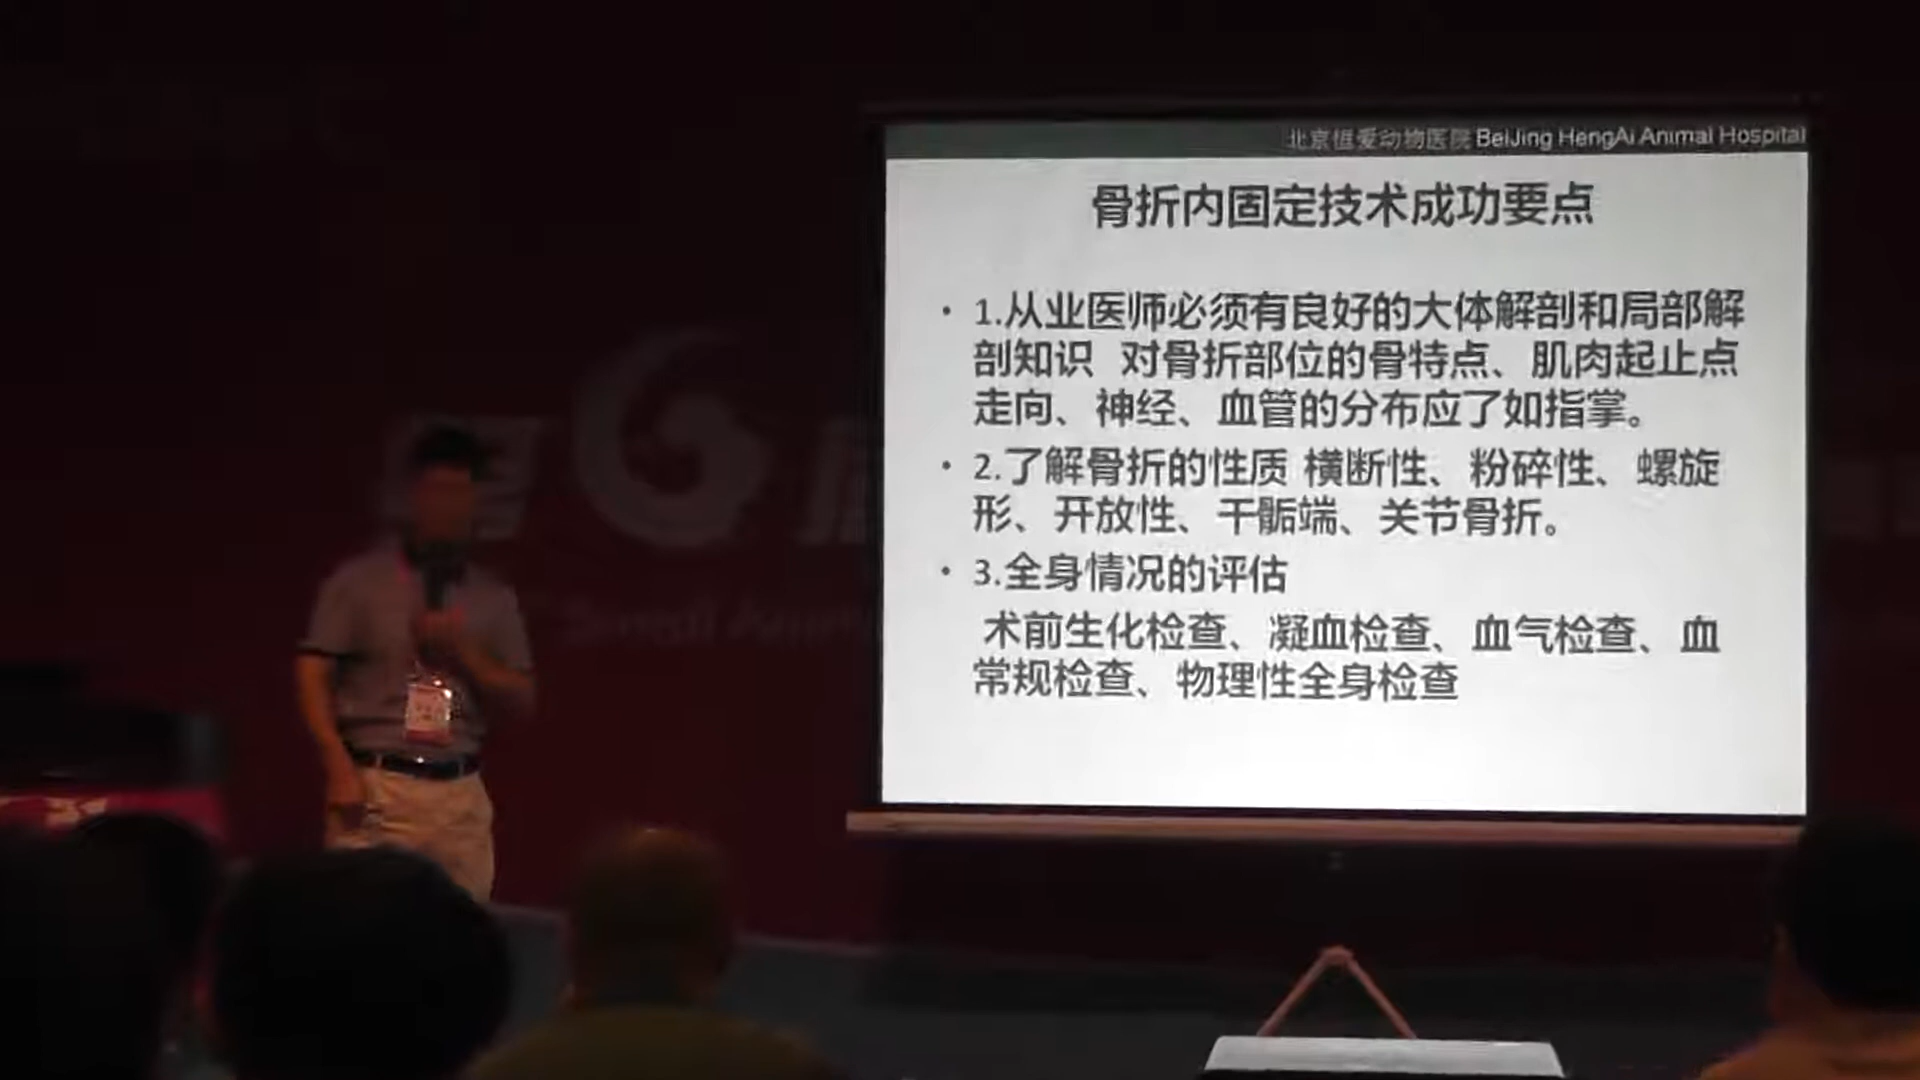 北京恒爱动物医院 BeiJing HengAi Animal Hospital
骨折内固定技术成功要点
• 1.从业医师必须有良好的大体解剖和局部解
剖知识 对骨折部位的骨特点、肌肉起止点
走向、神经、血管的分布应了如指掌。
• 2.了解骨折的性质 横断性、粉碎性、螺旋
形、开放性、干骺端、关节骨折。
• 3.全身情况的评估
术前生化检查、凝血检查、血气检查、血
常规检查、物理性全身检查